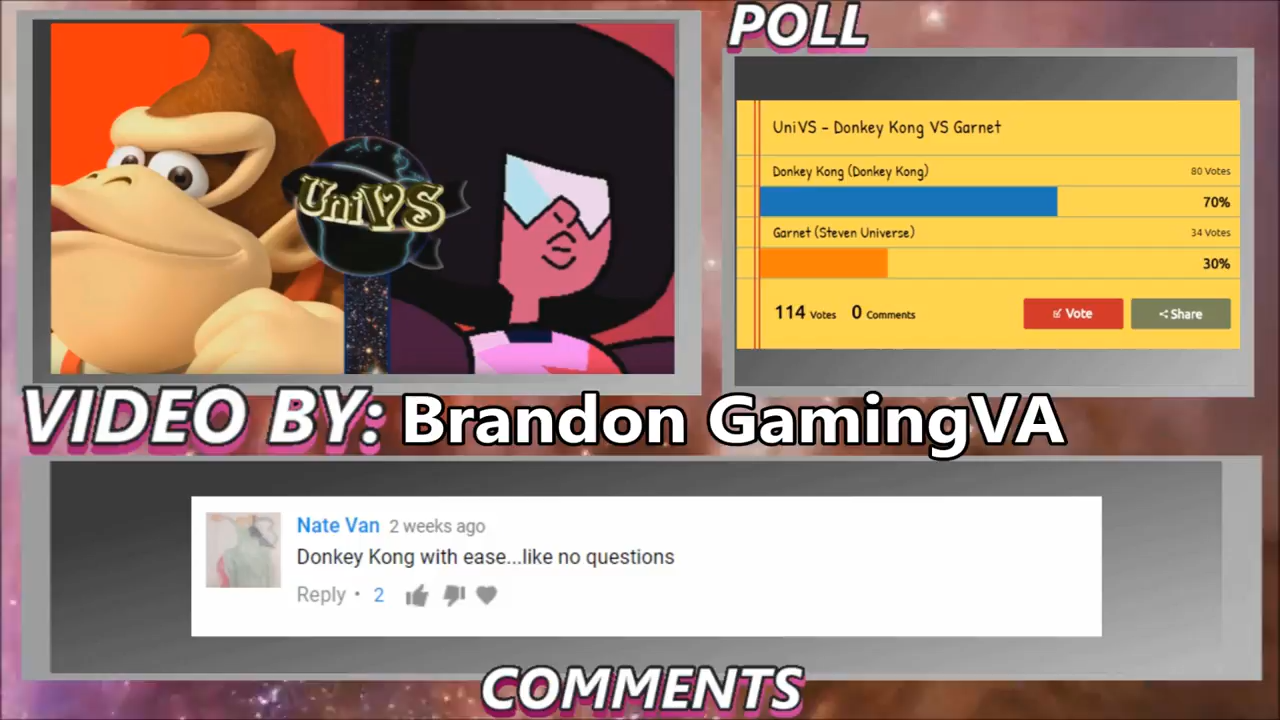 POLL
UniVS
UniVS - Donkey Kong VS Garnet
Donkey Kong (Donkey Kong) 80 Votes
70%
Garnet (Steven Universe) 34 Votes
30%
114 Votes 0 Comments Vote Share
VIDEO BY: Brandon GamingVA
Nate Van 2 weeks ago
Donkey Kong with ease...like no questions
Reply • 2
COMMENTS